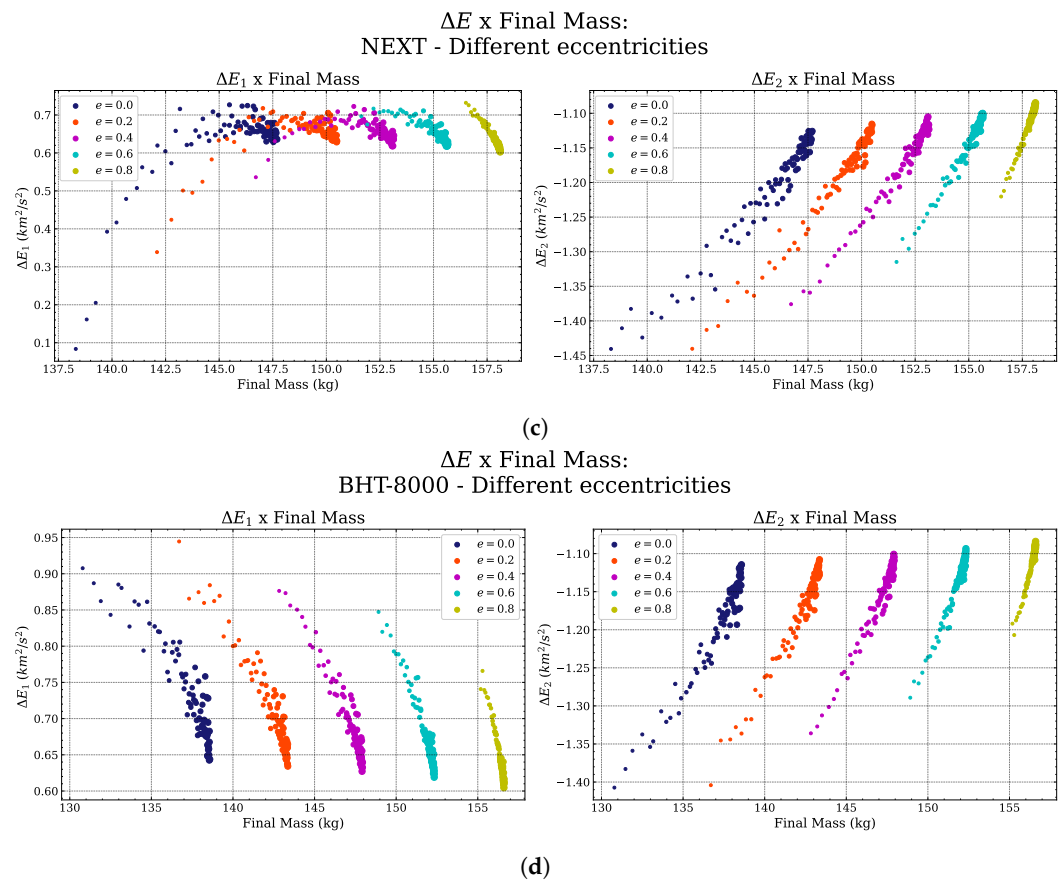 ΔE x Final Mass:
NEXT - Different eccentricities
ΔE₁ x Final Mass
ΔE₁ (km²/s²)
0.7
0.6
0.5
0.4
0.3
0.2
0.1
e = 0.0
e = 0.2
e = 0.4
e = 0.6
e = 0.8
137.5 140.0 142.5 145.0 147.5 150.0 152.5 155.0 157.5
Final Mass (kg)
ΔE₂ x Final Mass
ΔE₂ (km²/s²)
−1.10
−1.15
−1.20
−1.25
−1.30
−1.35
−1.40
−1.45
e = 0.0
e = 0.2
e = 0.4
e = 0.6
e = 0.8
137.5 140.0 142.5 145.0 147.5 150.0 152.5 155.0 157.5
Final Mass (kg)
(c)
ΔE x Final Mass:
BHT-8000 - Different eccentricities
ΔE₁ x Final Mass
ΔE₁ (km²/s²)
0.95
0.90
0.85
0.80
0.75
0.70
0.65
0.60
e = 0.0
e = 0.2
e = 0.4
e = 0.6
e = 0.8
130 135 140 145 150 155
Final Mass (kg)
ΔE₂ x Final Mass
ΔE₂ (km²/s²)
−1.10
−1.15
−1.20
−1.25
−1.30
−1.35
−1.40
e = 0.0
e = 0.2
e = 0.4
e = 0.6
e = 0.8
130 135 140 145 150 155
Final Mass (kg)
(d)